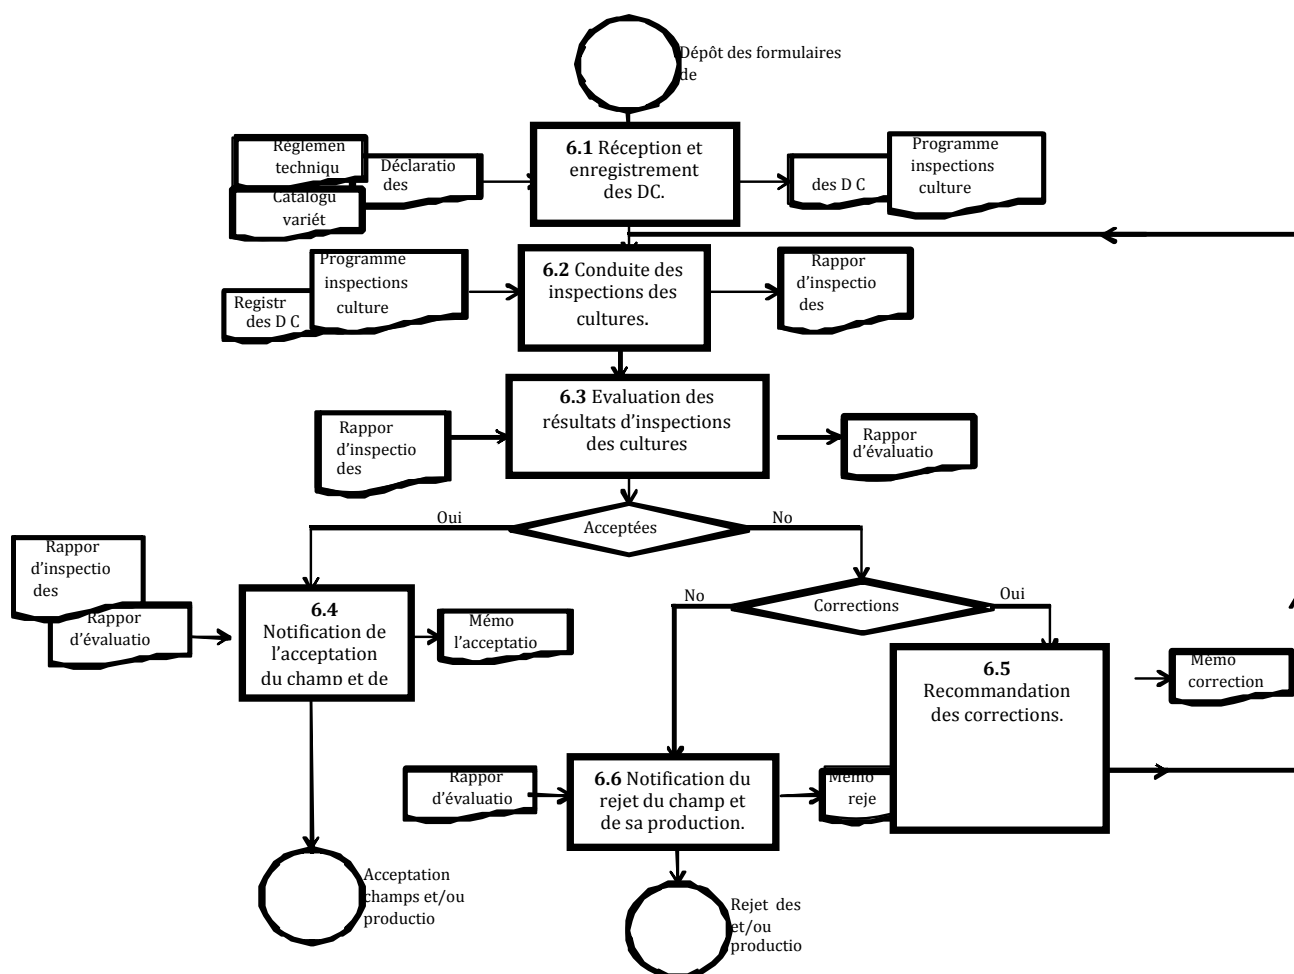 Dépôt des formulaires
de
Règlemen
techniqu
Déclaratio
des
Catalogu
variét
6.1 Réception et
enregistrement
des DC.
des D C
Programme
inspections
culture
Programme
inspections
culture
Registr
des D C
6.2 Conduite des
inspections des
cultures.
Rappor
d'inspectio
des
6.3 Evaluation des
résultats d'inspections
des cultures
Rappor
d'inspectio
des
Rappor
d'évaluatio
Oui
Acceptées
No
Rappor
d'inspectio
des
Rappor
d'évaluatio
6.4
Notification de
l'acceptation
du champ et de
Mémo
l'acceptatio
No
Corrections
Oui
6.5
Recommandation
des corrections.
Mémo
correction
Rappor
d'évaluatio
6.6 Notification du
rejet du champ et
de sa production.
Mémo
reje
Acceptation
champs et/ou
productio
Rejet des
et/ou
productio